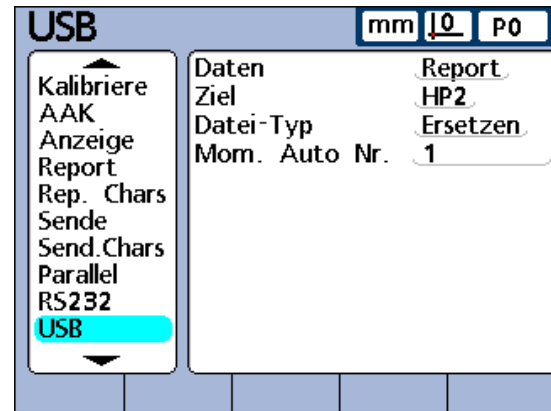 USB mm 0 P0
Kalibriere
AAK
Anzeige
Report
Rep. Chars
Sende
Send.Chars
Parallel
RS232
USB
Daten Report
Ziel HP2
Datei-Typ Ersetzen
Mom. Auto Nr. 1